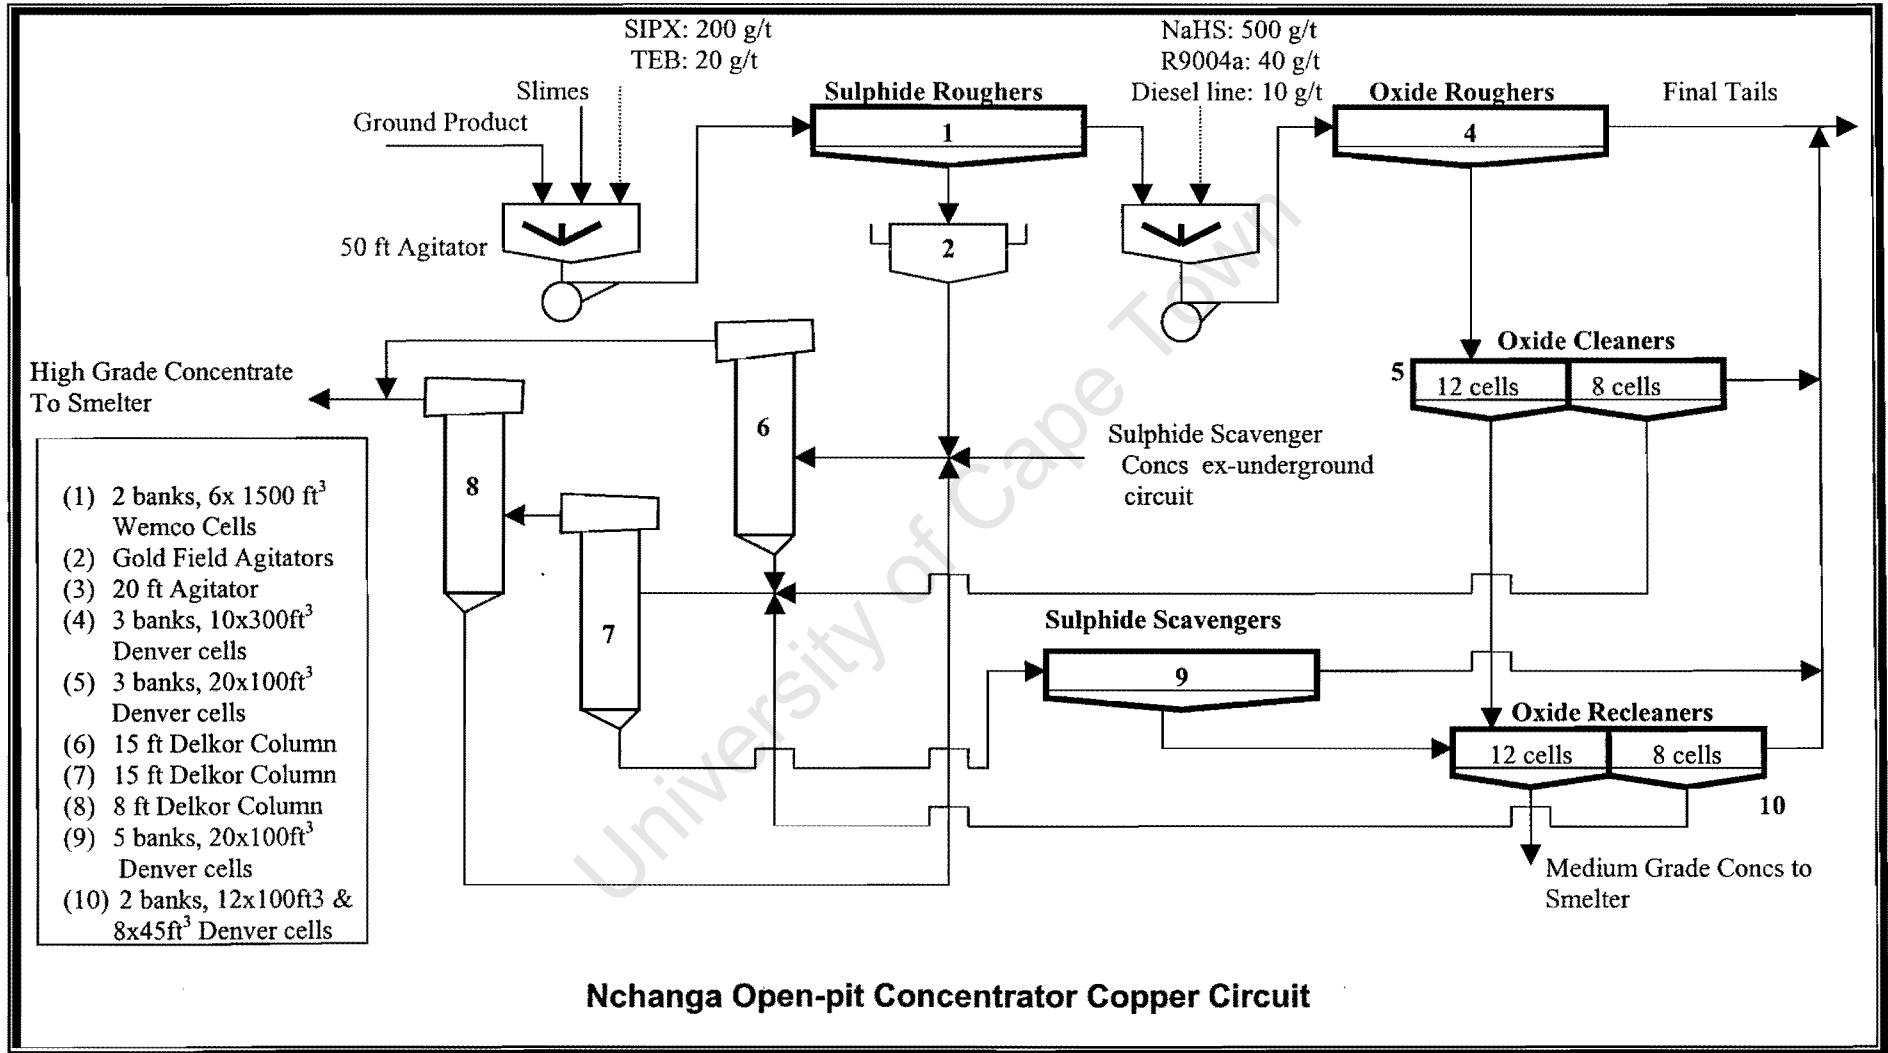 SIPX: 200 g/t
TEB: 20 g/t
NaHS: 500 g/t
R9004a: 40 g/t
Diesel line: 10 g/t
Slimes
Ground Product
Sulphide Roughers
Oxide Roughers
Final Tails
1
4
50 ft Agitator
2
Oxide Cleaners
5
12 cells
8 cells
High Grade Concentrate
To Smelter
6
Sulphide Scavenger
Concs ex-underground
circuit
8
7
Sulphide Scavengers
9
Oxide Recleaners
12 cells
8 cells
10
Medium Grade Concs to
Smelter
(1) 2 banks, 6x 1500 ft³
Wemco Cells
(2) Gold Field Agitators
(3) 20 ft Agitator
(4) 3 banks, 10x300ft³
Denver cells
(5) 3 banks, 20x100ft³
Denver cells
(6) 15 ft Delkor Column
(7) 15 ft Delkor Column
(8) 8 ft Delkor Column
(9) 5 banks, 20x100ft³
Denver cells
(10) 2 banks, 12x100ft3 &
8x45ft³ Denver cells
University of Cape Town
Nchanga Open-pit Concentrator Copper Circuit